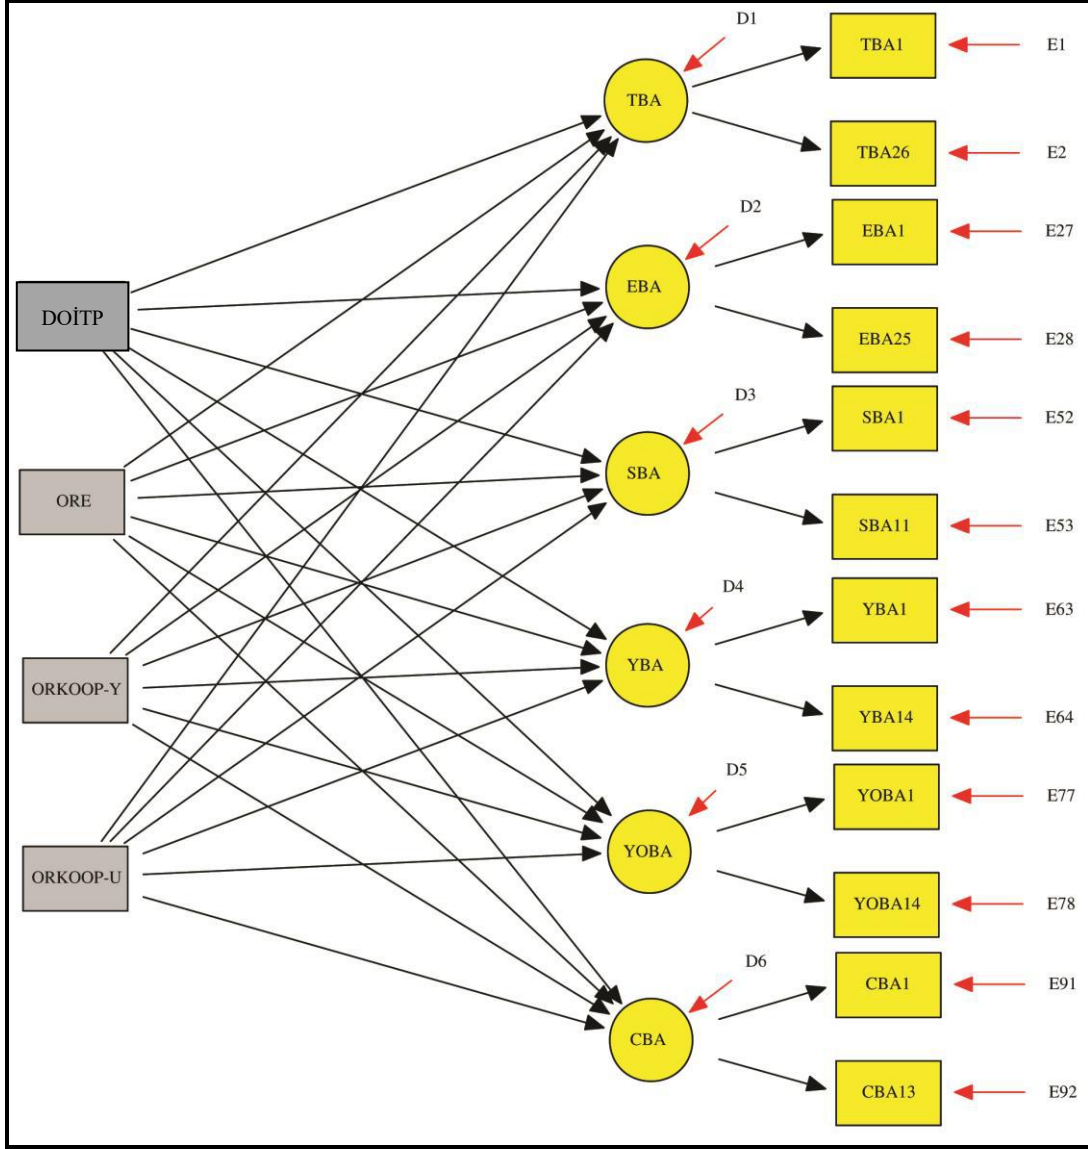 D1
TBA1
E1
TBA
TBA26
E2
D2
EBA1
E27
EBA
DOİTP
EBA25
E28
D3
SBA1
E52
SBA
ORE
SBA11
E53
D4
YBA1
E63
YBA
ORKOOP-Y
YBA14
E64
D5
YOBA1
E77
YOBA
ORKOOP-U
YOBA14
E78
D6
CBA1
E91
CBA
CBA13
E92